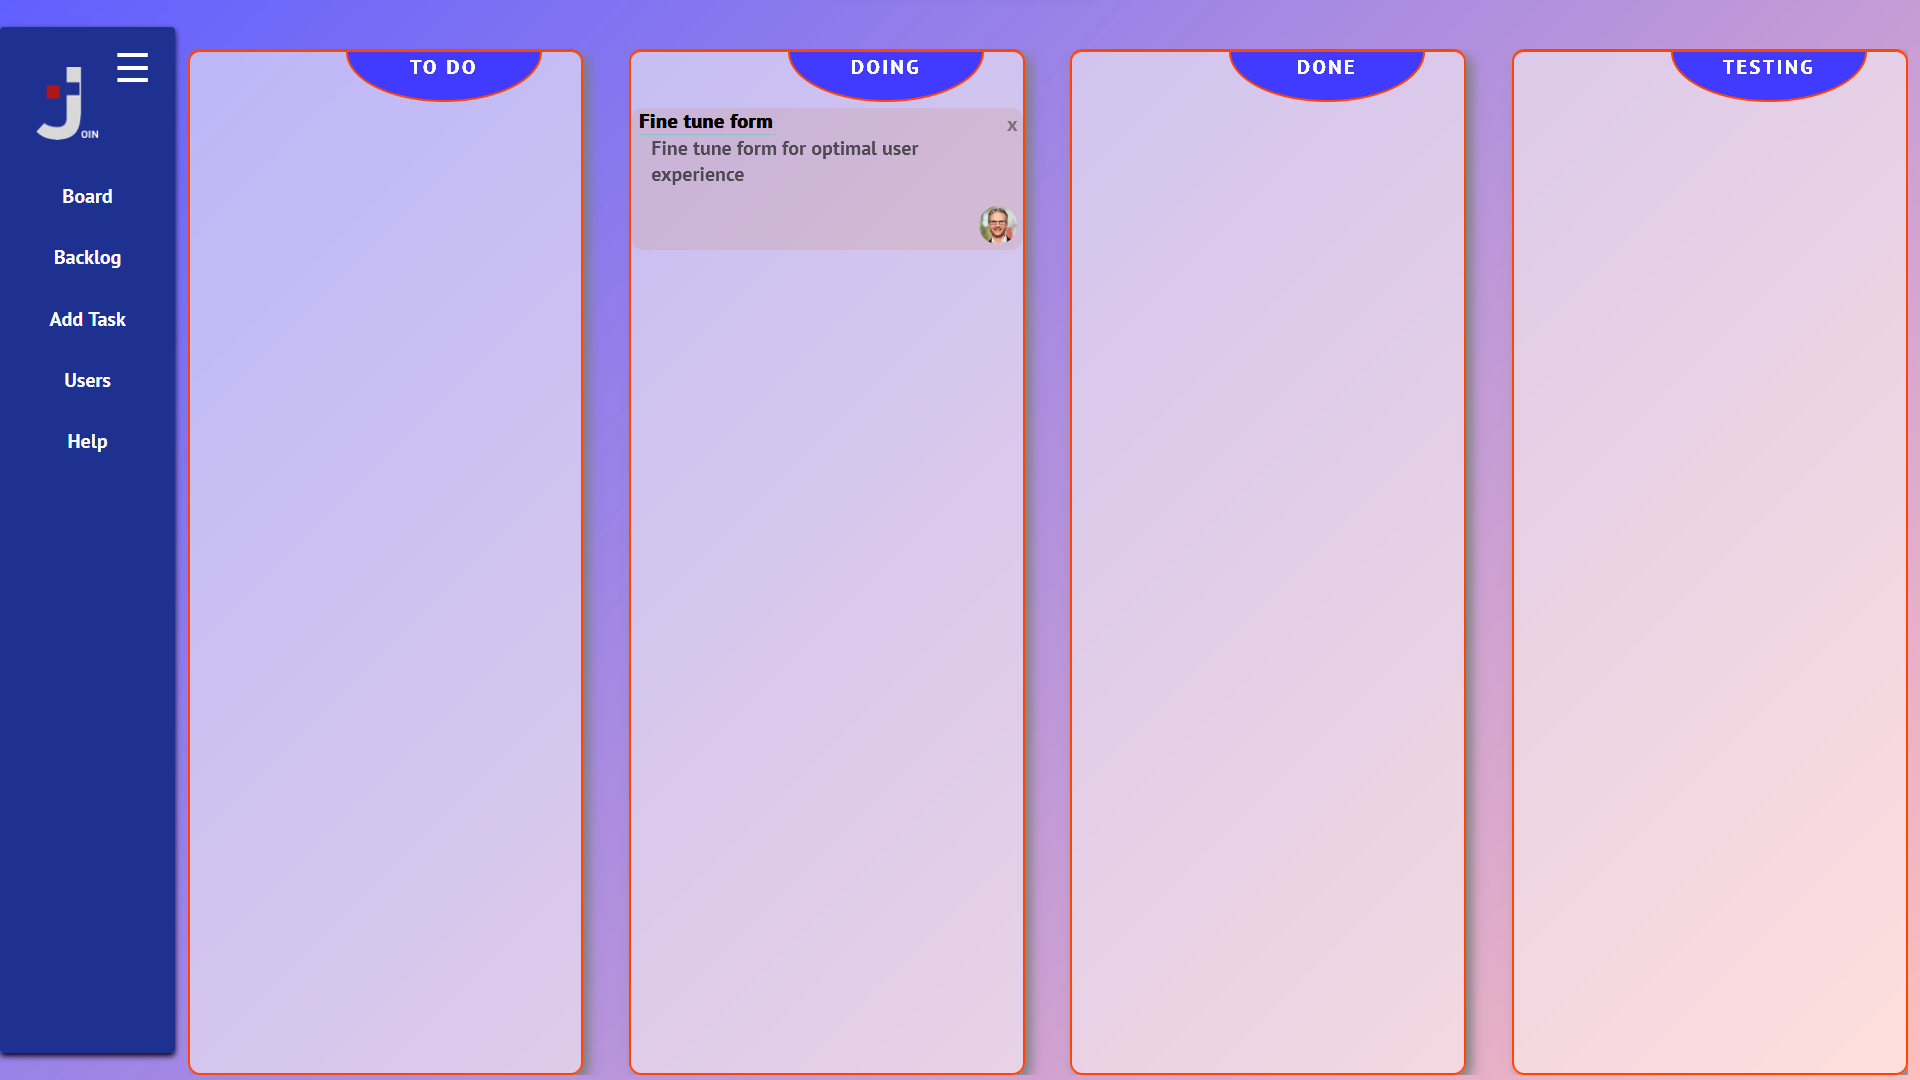 OIN
Board
Backlog
Add Task
Users
Help
TO DO
DOING
Fine tune form
x
Fine tune form for optimal user
experience
DONE
TESTING